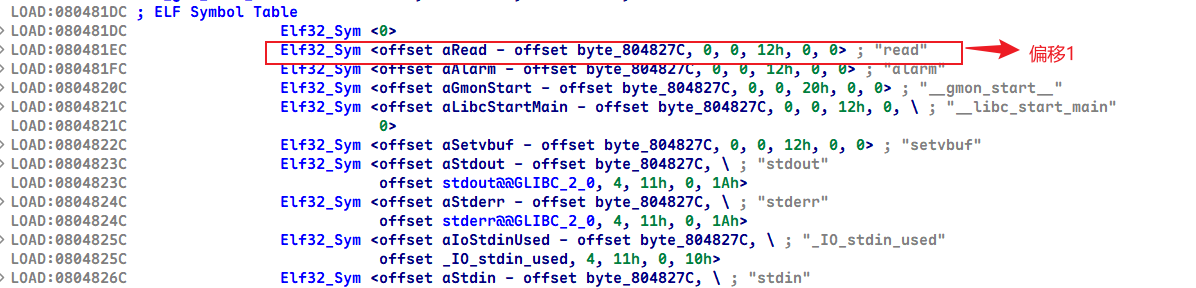 LOAD:080481DC ; ELF Symbol Table
LOAD:080481DC Elf32_Sym <0>
LOAD:080481EC Elf32_Sym <offset aRead - offset byte_804827C, 0, 0, 12h, 0, 0> ; "read"
偏移1
LOAD:080481FC Elf32_Sym <offset aAlarm - offset byte_804827C, 0, 0, 12h, 0, 0> ; "alarm"
LOAD:0804820C Elf32_Sym <offset aGmonStart - offset byte_804827C, 0, 0, 20h, 0, 0> ; "__gmon_start__"
LOAD:0804821C Elf32_Sym <offset aLibcStartMain - offset byte_804827C, 0, 0, 12h, 0, \ ; "__libc_start_main"
LOAD:0804821C 0>
LOAD:0804822C Elf32_Sym <offset aSetvbuf - offset byte_804827C, 0, 0, 12h, 0, 0> ; "setvbuf"
LOAD:0804823C Elf32_Sym <offset aStdout - offset byte_804827C, \ ; "stdout"
LOAD:0804823C offset stdout@@GLIBC_2_0, 4, 11h, 0, 1Ah>
LOAD:0804824C Elf32_Sym <offset aStderr - offset byte_804827C, \ ; "stderr"
LOAD:0804824C offset stderr@@GLIBC_2_0, 4, 11h, 0, 1Ah>
LOAD:0804825C Elf32_Sym <offset aIoStdinUsed - offset byte_804827C, \ ; "_IO_stdin_used"
LOAD:0804825C offset _IO_stdin_used, 4, 11h, 0, 10h>
LOAD:0804826C Elf32_Sym <offset aStdin - offset byte_804827C, \ ; "stdin"